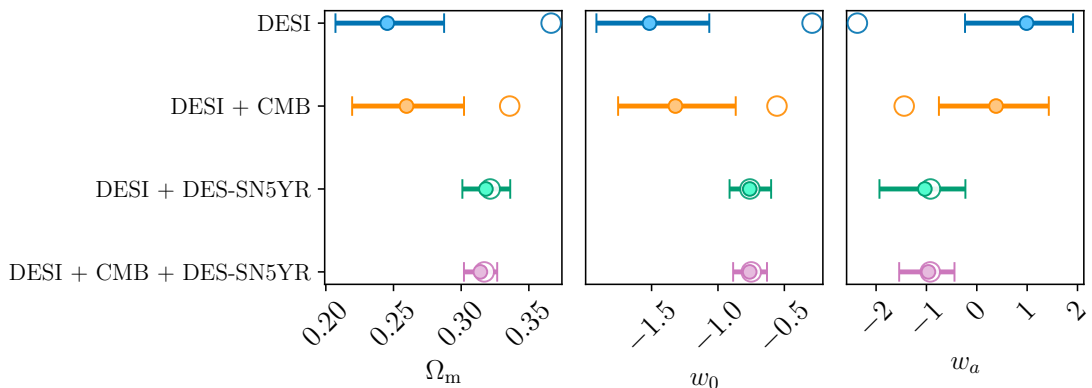 DESI
DESI + CMB
DESI + DES-SN5YR
DESI + CMB + DES-SN5YR
0.20 0.25 0.30 0.35
−1.5 −1.0 −0.5
−2 −1 0 1 2
Ωm
w0
wa